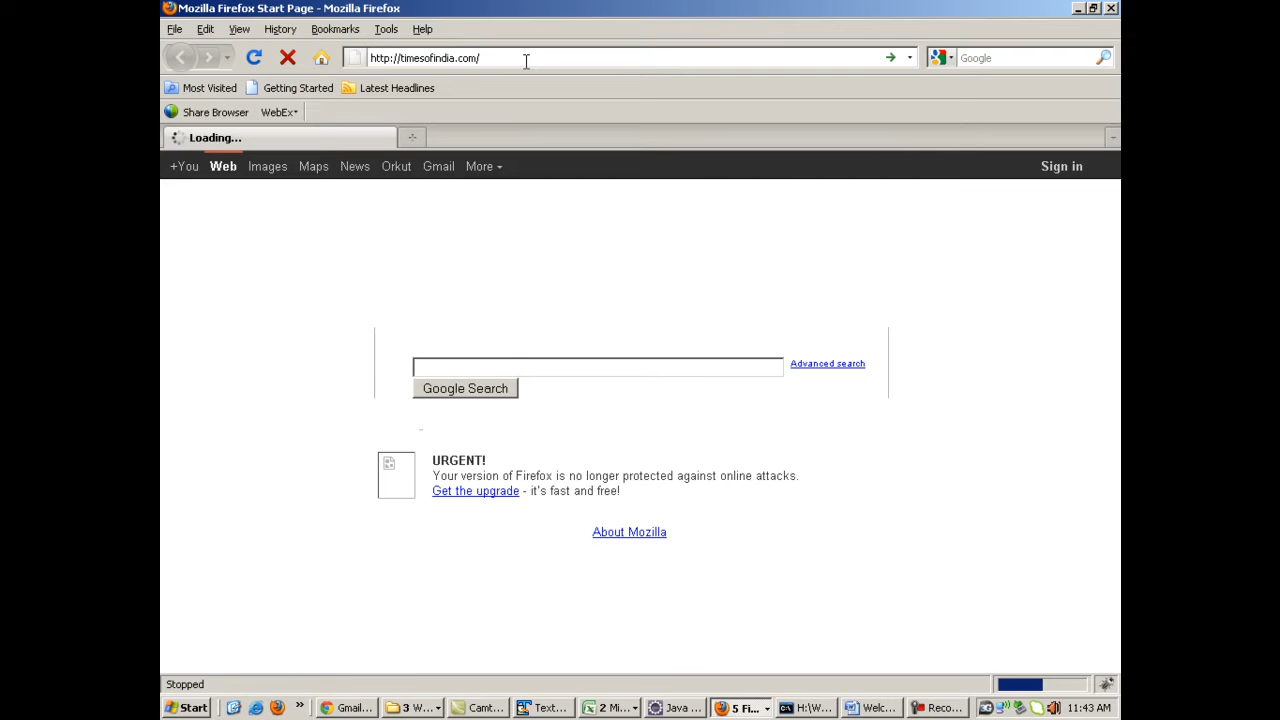 Mozilla Firefox Start Page - Mozilla Firefox
File Edit View History Bookmarks Tools Help
http://timesofindia.com/ Google
Most Visited Getting Started Latest Headlines
Share Browser WebEx
Loading...
+You Web Images Maps News Orkut Gmail More Sign in
Advanced search
Google Search
URGENT!
Your version of Firefox is no longer protected against online attacks.
Get the upgrade - it's fast and free!
About Mozilla
Stopped
Start » Gmail... 3 W... Camt... Text... 2 Mi... Java ... 5 Fi... H:\W... Welc... Reco... 11:43 AM